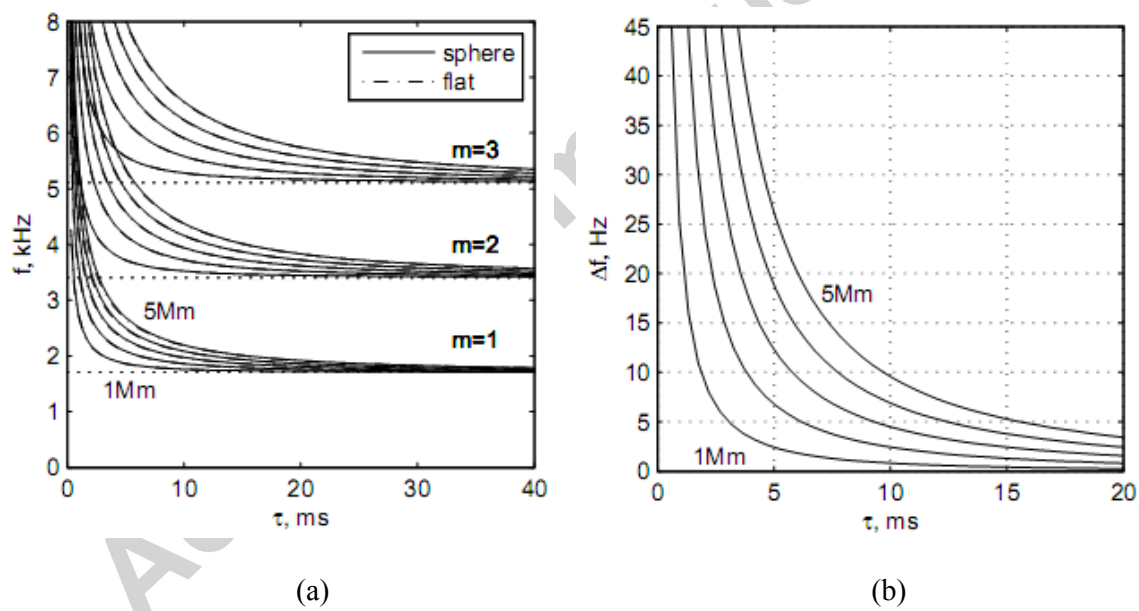 8
7
6
5
4
3
2
1
0
f, kHz
sphere
flat
m=3
m=2
5Mm
m=1
1Mm
0 10 20 30 40
τ, ms
(a)
45
40
35
30
25
20
15
10
5
0
Δf, Hz
5Mm
1Mm
0 5 10 15 20
τ, ms
(b)